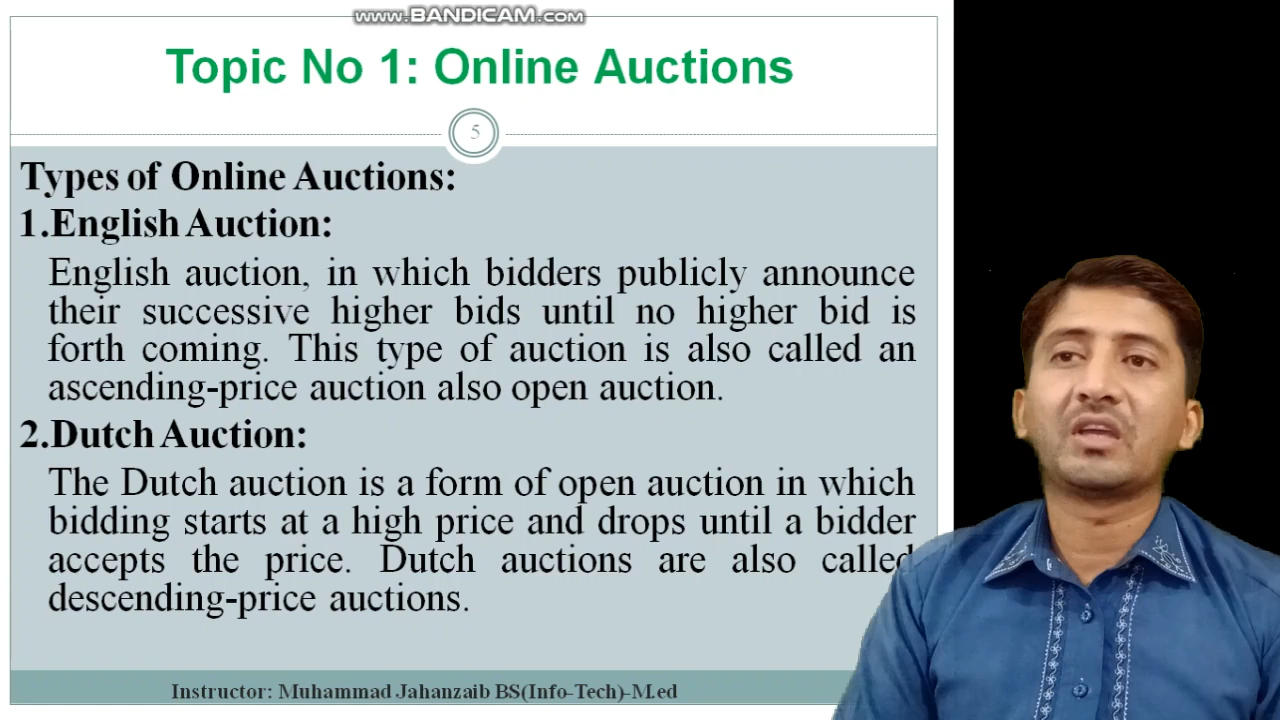 www.BANDICAM.com
Topic No 1: Online Auctions
5
Types of Online Auctions:
1.English Auction:
English auction, in which bidders publicly announce
their successive higher bids until no higher bid is
forth coming. This type of auction is also called an
ascending-price auction also open auction.
2.Dutch Auction:
The Dutch auction is a form of open auction in which
bidding starts at a high price and drops until a bidder
accepts the price. Dutch auctions are also called
descending-price auctions.
Instructor: Muhammad Jahanzaib BS(Info-Tech)-M.ed